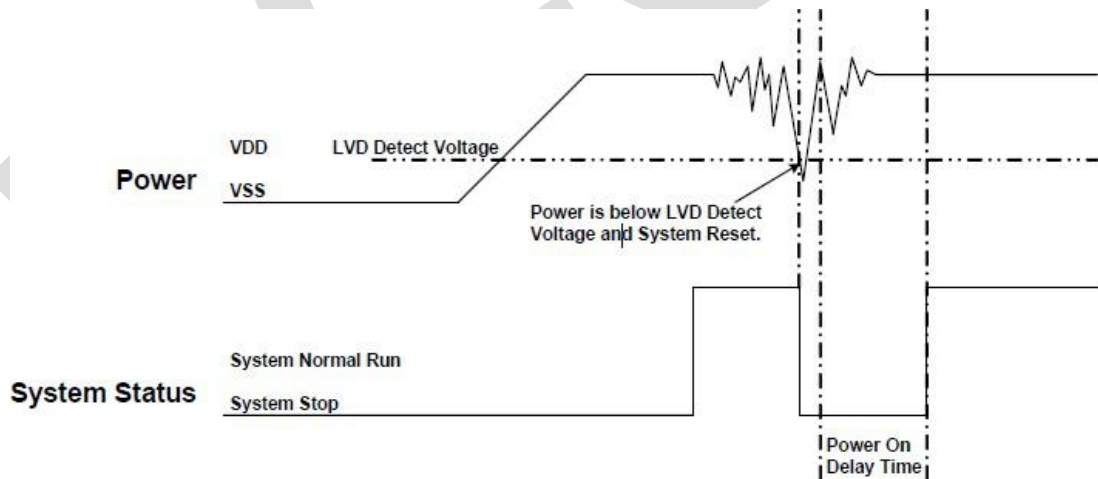 VDD
LVD Detect Voltage
Power
VSS
Power is below LVD Detect
Voltage and System Reset.
System Normal Run
System Status
System Stop
Power On
Delay Time